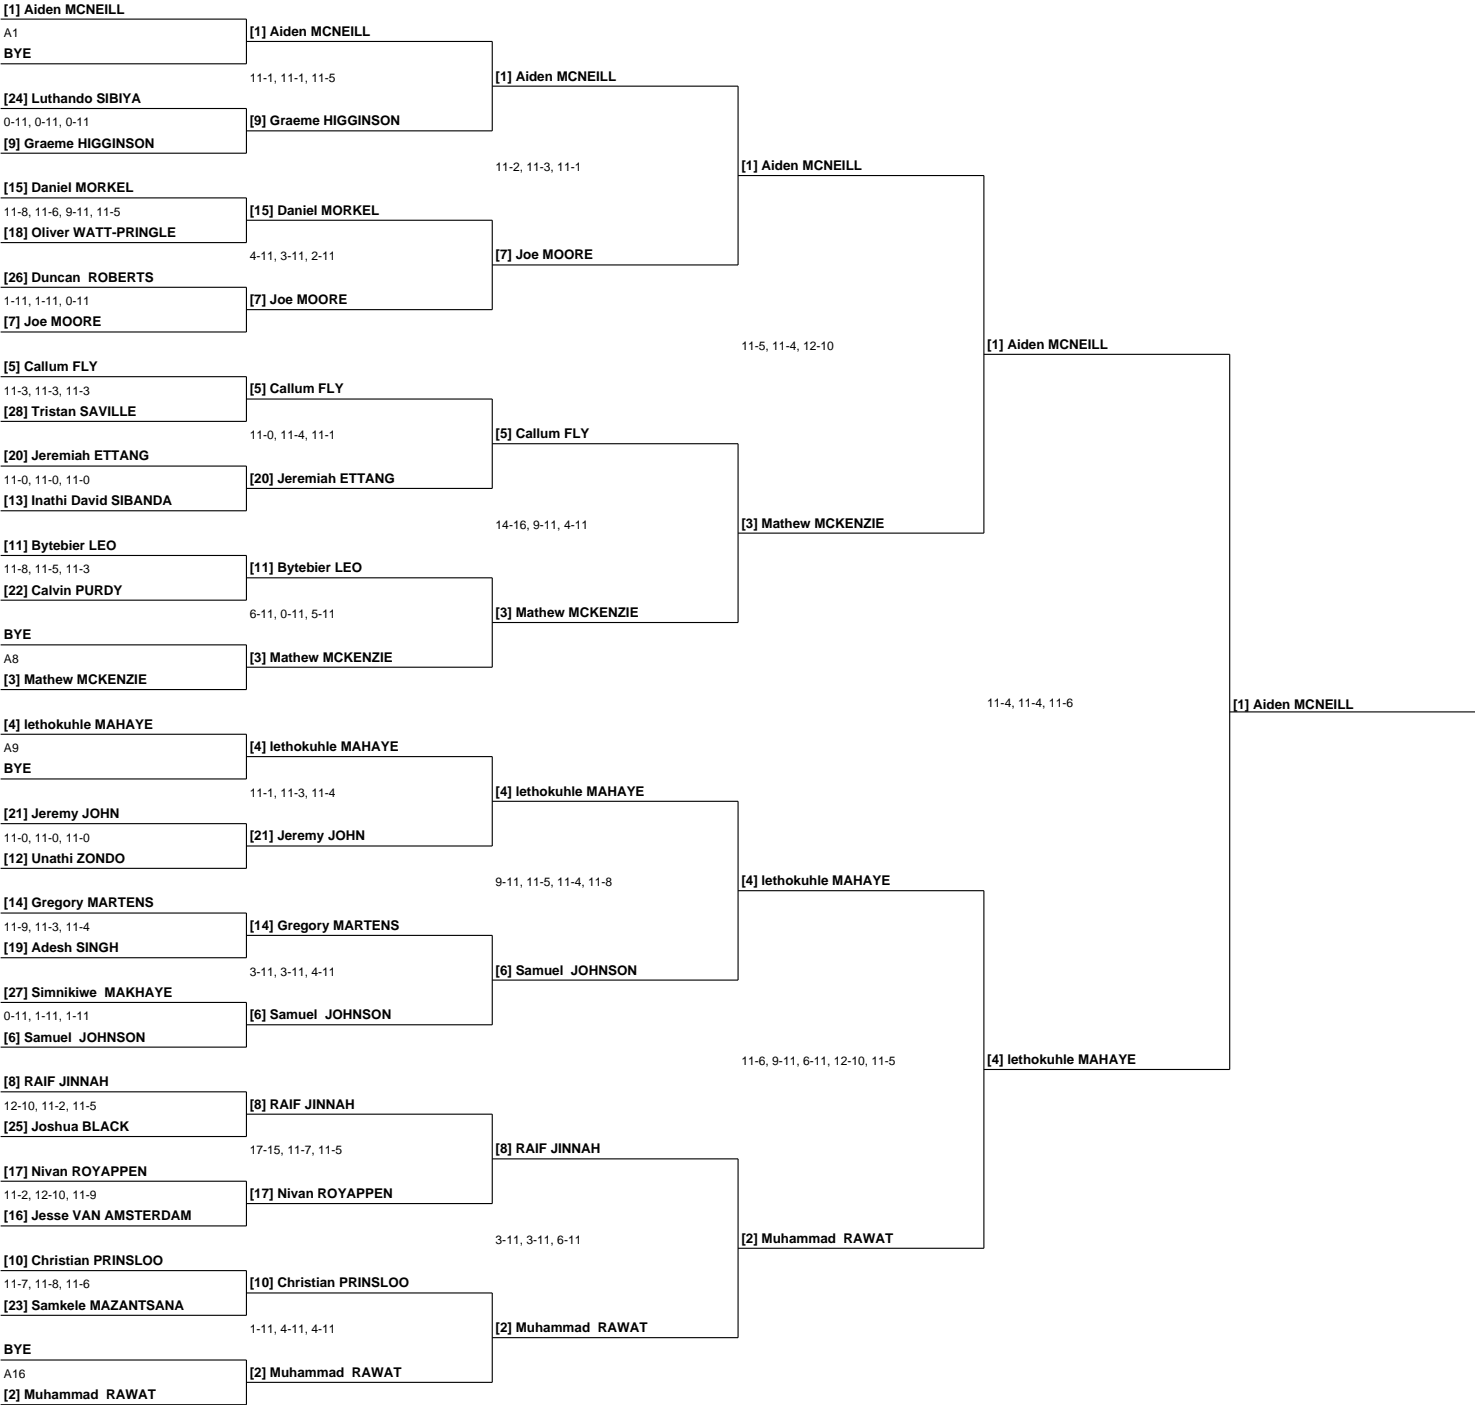 [1] Aiden MCNEILL
A1
BYE
[24] Luthando SIBIYA
0-11, 0-11, 0-11
[9] Graeme HIGGINSON
[15] Daniel MORKEL
11-8, 11-6, 9-11, 11-5
[18] Oliver WATT-PRINGLE
[26] Duncan  ROBERTS
1-11, 1-11, 0-11
[7] Joe MOORE
[5] Callum FLY
11-3, 11-3, 11-3
[28] Tristan SAVILLE
[20] Jeremiah ETTANG
11-0, 11-0, 11-0
[13] Inathi David SIBANDA
[11] Bytebier LEO
11-8, 11-5, 11-3
[22] Calvin PURDY
BYE
A8
[3] Mathew MCKENZIE
[4] lethokuhle MAHAYE
A9
BYE
[21] Jeremy JOHN
11-0, 11-0, 11-0
[12] Unathi ZONDO
[14] Gregory MARTENS
11-9, 11-3, 11-4
[19] Adesh SINGH
[27] Simnikiwe  MAKHAYE
0-11, 1-11, 1-11
[6] Samuel  JOHNSON
[8] RAIF JINNAH
12-10, 11-2, 11-5
[25] Joshua BLACK
[17] Nivan ROYAPPEN
11-2, 12-10, 11-9
[16] Jesse VAN AMSTERDAM
[10] Christian PRINSLOO
11-7, 11-8, 11-6
[23] Samkele MAZANTSANA
BYE
A16
[2] Muhammad  RAWAT
[1] Aiden MCNEILL
11-1, 11-1, 11-5
[9] Graeme HIGGINSON
[15] Daniel MORKEL
4-11, 3-11, 2-11
[7] Joe MOORE
[5] Callum FLY
11-0, 11-4, 11-1
[20] Jeremiah ETTANG
[11] Bytebier LEO
6-11, 0-11, 5-11
[3] Mathew MCKENZIE
[4] lethokuhle MAHAYE
11-1, 11-3, 11-4
[21] Jeremy JOHN
[14] Gregory MARTENS
3-11, 3-11, 4-11
[6] Samuel  JOHNSON
[8] RAIF JINNAH
17-15, 11-7, 11-5
[17] Nivan ROYAPPEN
[10] Christian PRINSLOO
1-11, 4-11, 4-11
[2] Muhammad  RAWAT
[1] Aiden MCNEILL
11-2, 11-3, 11-1
[7] Joe MOORE
[5] Callum FLY
14-16, 9-11, 4-11
[3] Mathew MCKENZIE
[4] lethokuhle MAHAYE
9-11, 11-5, 11-4, 11-8
[6] Samuel  JOHNSON
[8] RAIF JINNAH
3-11, 3-11, 6-11
[2] Muhammad  RAWAT
[1] Aiden MCNEILL
11-5, 11-4, 12-10
[3] Mathew MCKENZIE
[4] lethokuhle MAHAYE
11-6, 9-11, 6-11, 12-10, 11-5
[2] Muhammad  RAWAT
[1] Aiden MCNEILL
11-4, 11-4, 11-6
[4] lethokuhle MAHAYE
[1] Aiden MCNEILL